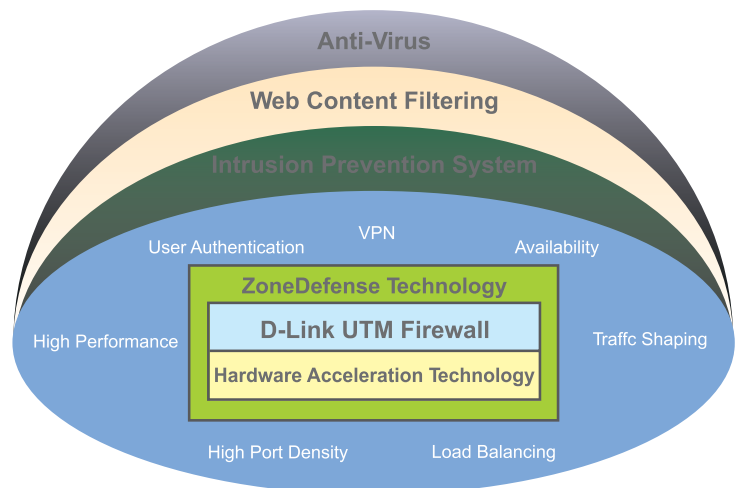 Anti-Virus
Web Content Filtering
Intrusion Prevention System
VPN
User Authentication
Availability
ZoneDefense Technology
D-Link UTM Firewall
High Performance
Traffc Shaping
Hardware Acceleration Technology
High Port Density
Load Balancing